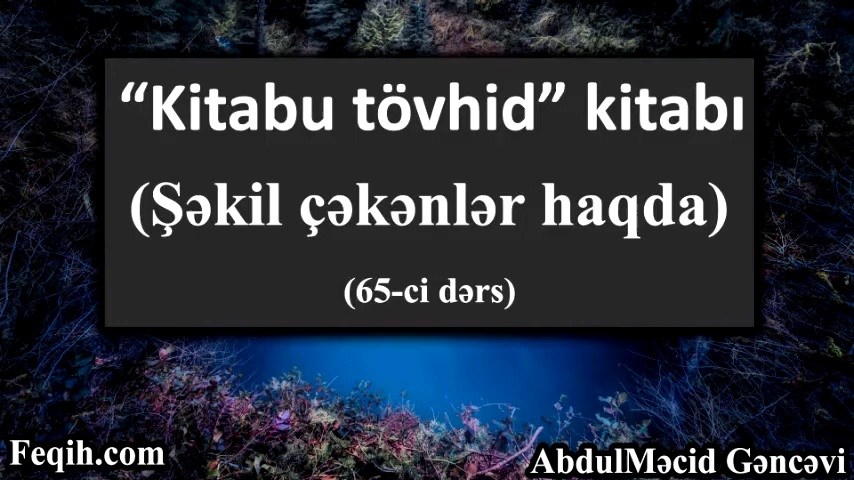 “Kitabu tövhid” kitabı
(Şəkil çəkənlər haqda)
(65-ci dərs)
Feqih.com
AbdulMəcid Gəncəvi